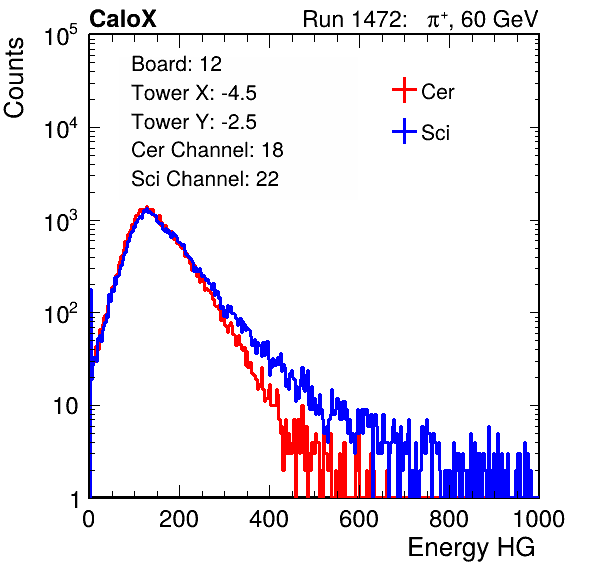 CaloX Run 1472: π⁺, 60 GeV
Counts
10⁵
10⁴
10³
10²
10
1
Board: 12
Tower X: -4.5
Tower Y: -2.5
Cer Channel: 18
Sci Channel: 22
Cer
Sci
0 200 400 600 800 1000
Energy HG